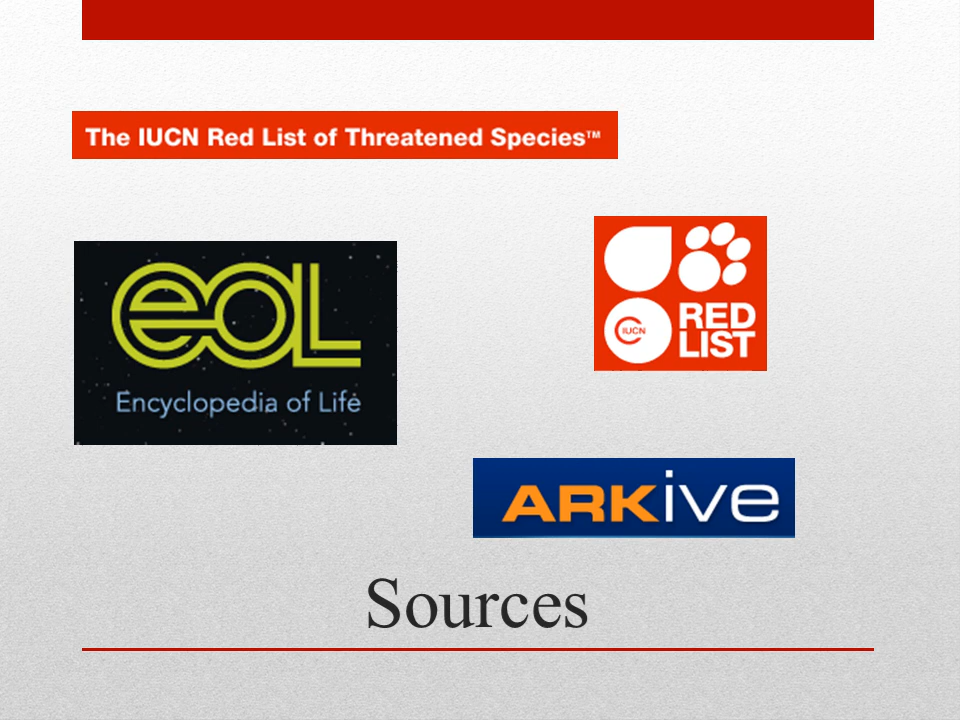 The IUCN Red List of Threatened Species™
eOL
Encyclopedia of Life
IUCN
RED
LIST
ARKive
Sources